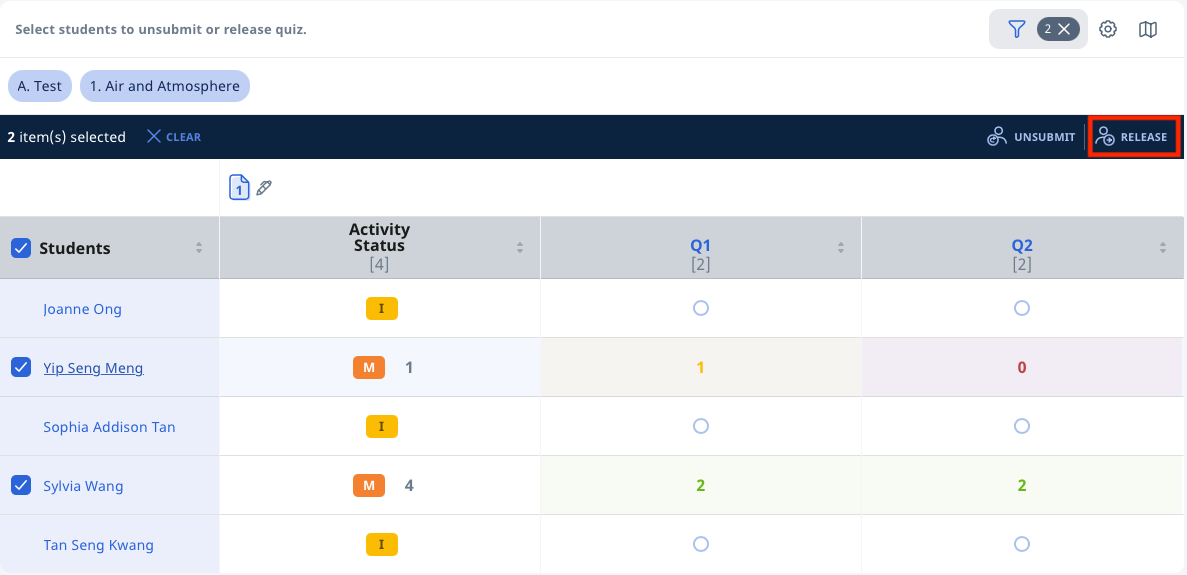 Select students to unsubmit or release quiz.
2
A. Test
1. Air and Atmosphere
2 item(s) selected
CLEAR
UNSUBMIT
RELEASE
1
Students
Activity
Status
[4]
Q1
[2]
Q2
[2]
Joanne Ong
I
Yip Seng Meng
M
1
1
0
Sophia Addison Tan
I
Sylvia Wang
M
4
2
2
Tan Seng Kwang
I